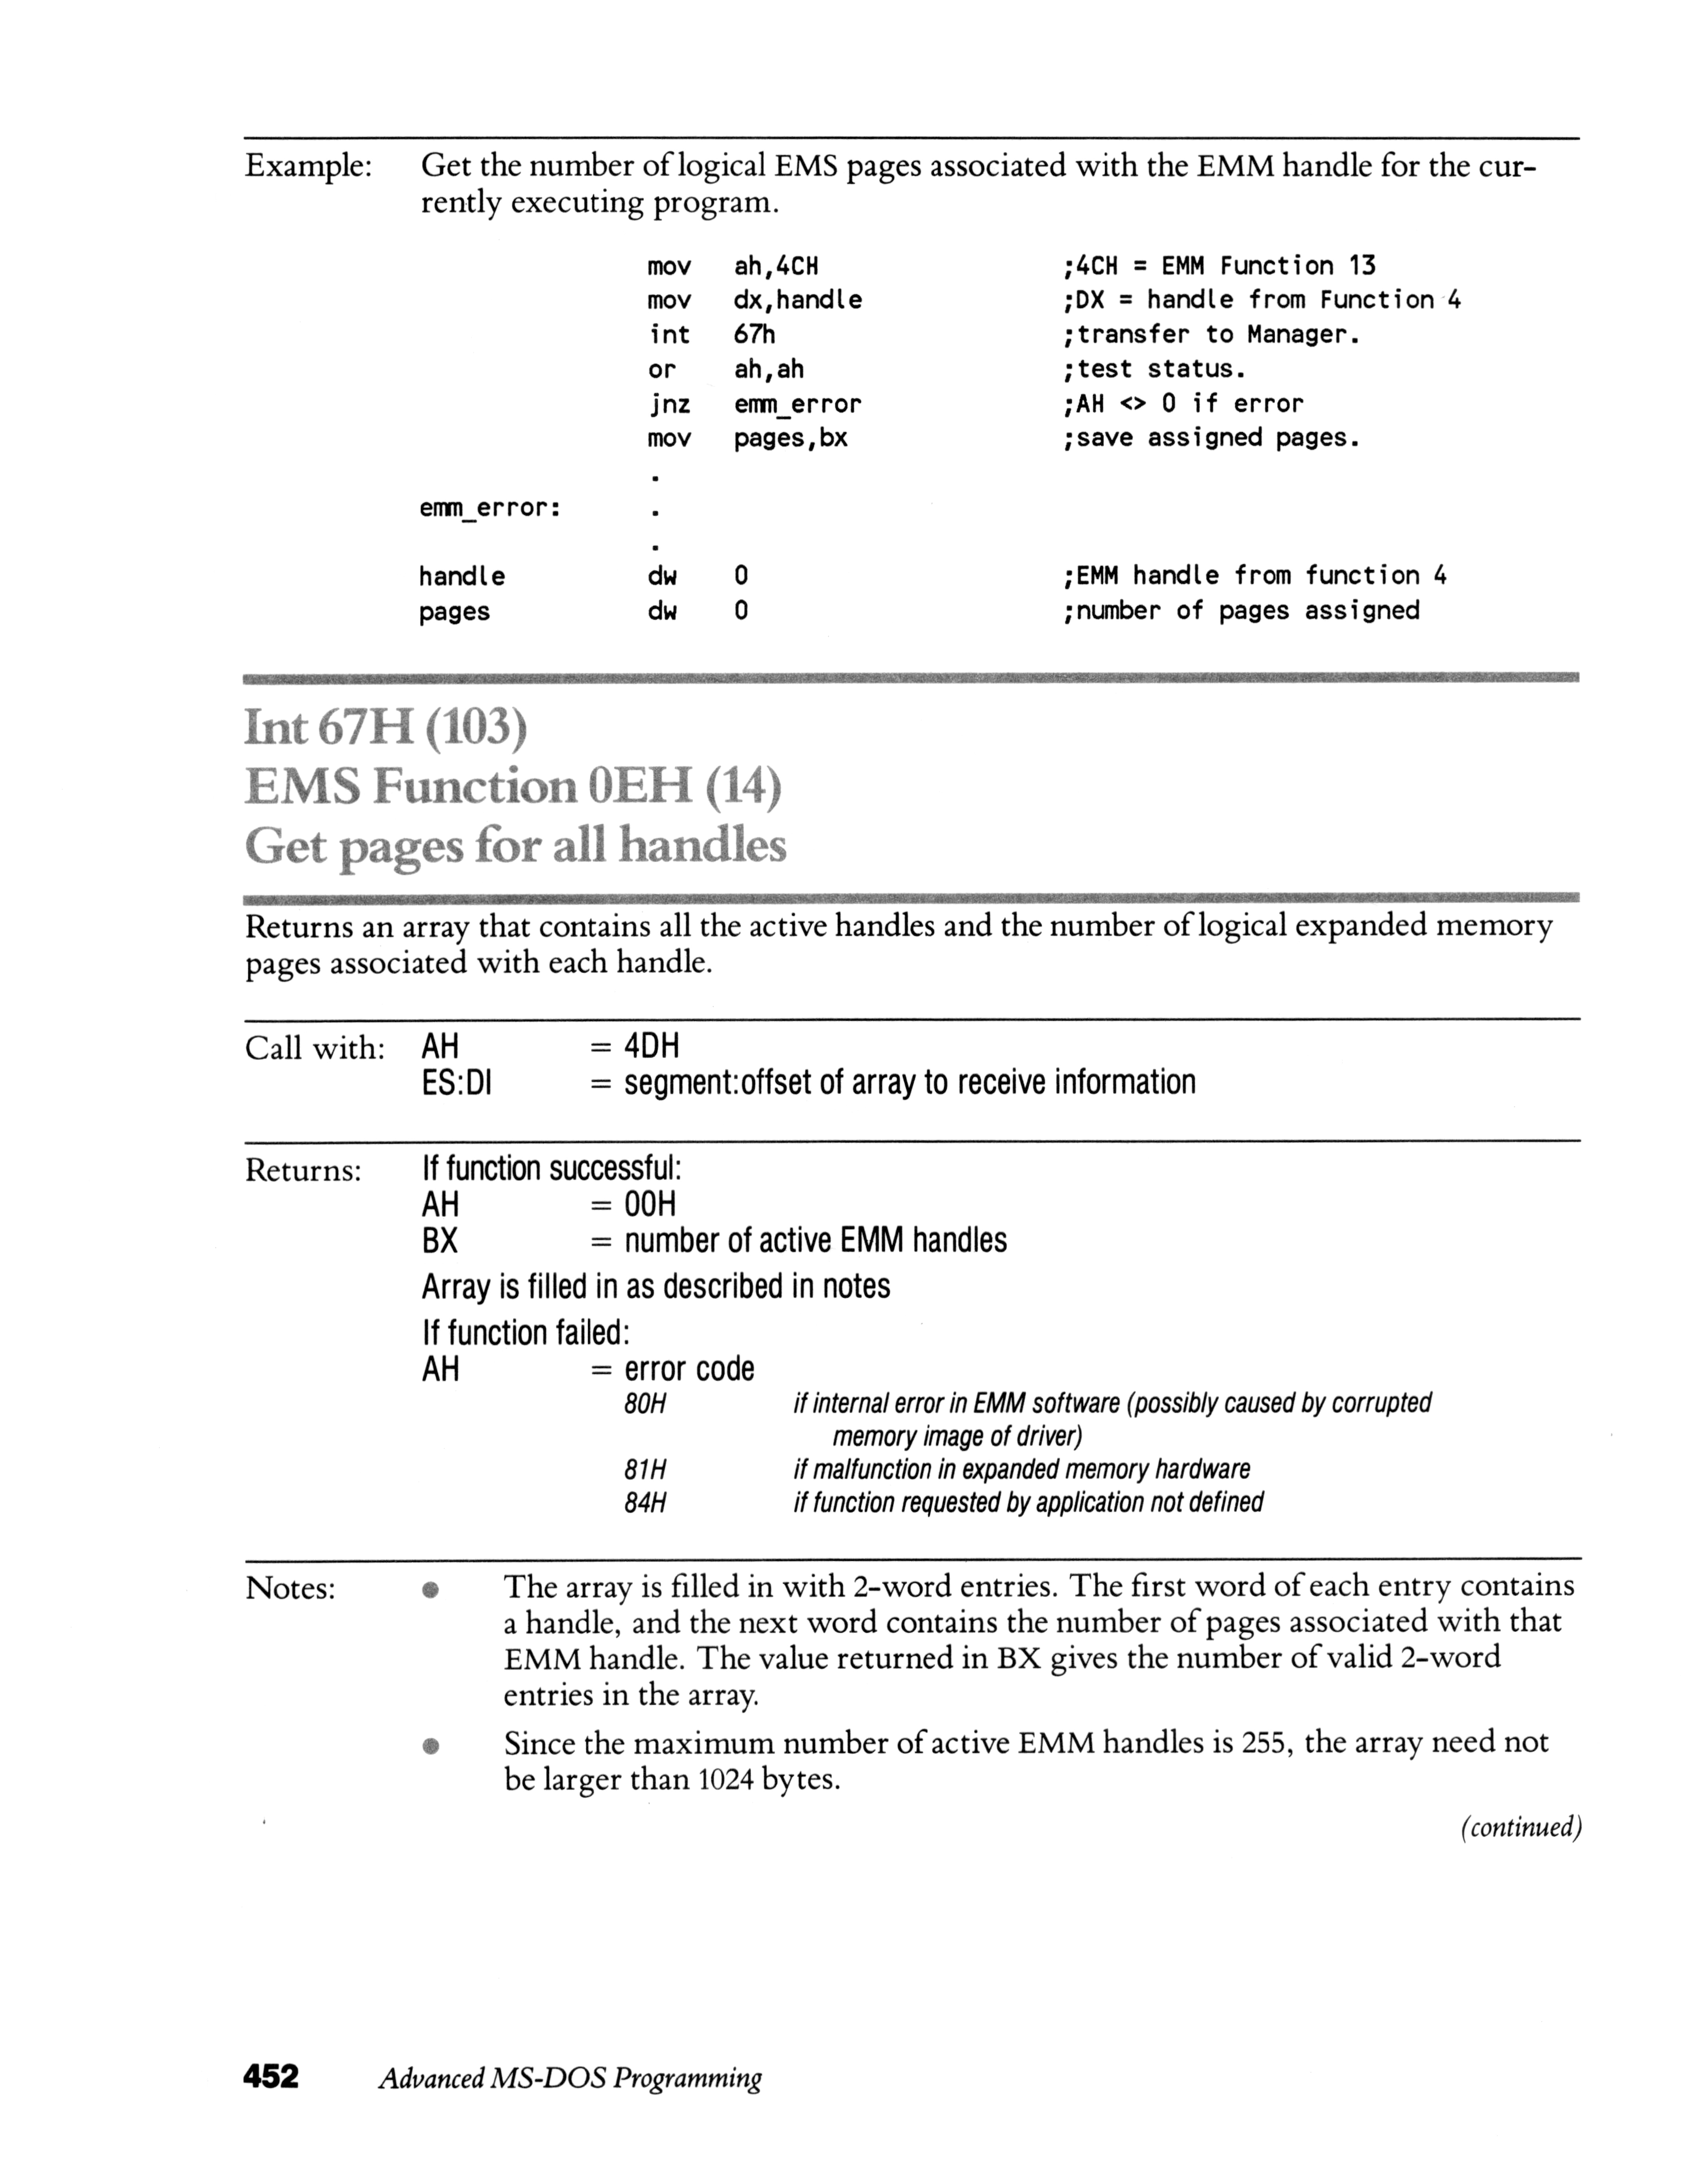 Example: Get the number of logical EMS pages associated with the EMM handle for the cur-
rently executing program.
mov ah,4CH ;4CH = EMM Function 13
mov dx,handle ;DX = handle from Function 4
int 67h ;transfer to Manager.
or ah,ah ;test status.
jnz emm_error ;AH <> 0 if error
mov pages,bx ;save assigned pages.
.
emm_error: .
.
handle dw 0 ;EMM handle from function 4
pages dw 0 ;number of pages assigned
Int 67H (103)
EMS Function 0EH (14)
Get pages for all handles
Returns an array that contains all the active handles and the number of logical expanded memory
pages associated with each handle.
Call with: AH = 4DH
ES:DI = segment:offset of array to receive information
Returns: If function successful:
AH = 00H
BX = number of active EMM handles
Array is filled in as described in notes
If function failed:
AH = error code
80H if internal error in EMM software (possibly caused by corrupted
memory image of driver)
81H if malfunction in expanded memory hardware
84H if function requested by application not defined
Notes: • The array is filled in with 2-word entries. The first word of each entry contains
a handle, and the next word contains the number of pages associated with that
EMM handle. The value returned in BX gives the number of valid 2-word
entries in the array.
• Since the maximum number of active EMM handles is 255, the array need not
be larger than 1024 bytes.
(continued)
452 Advanced MS-DOS Programming